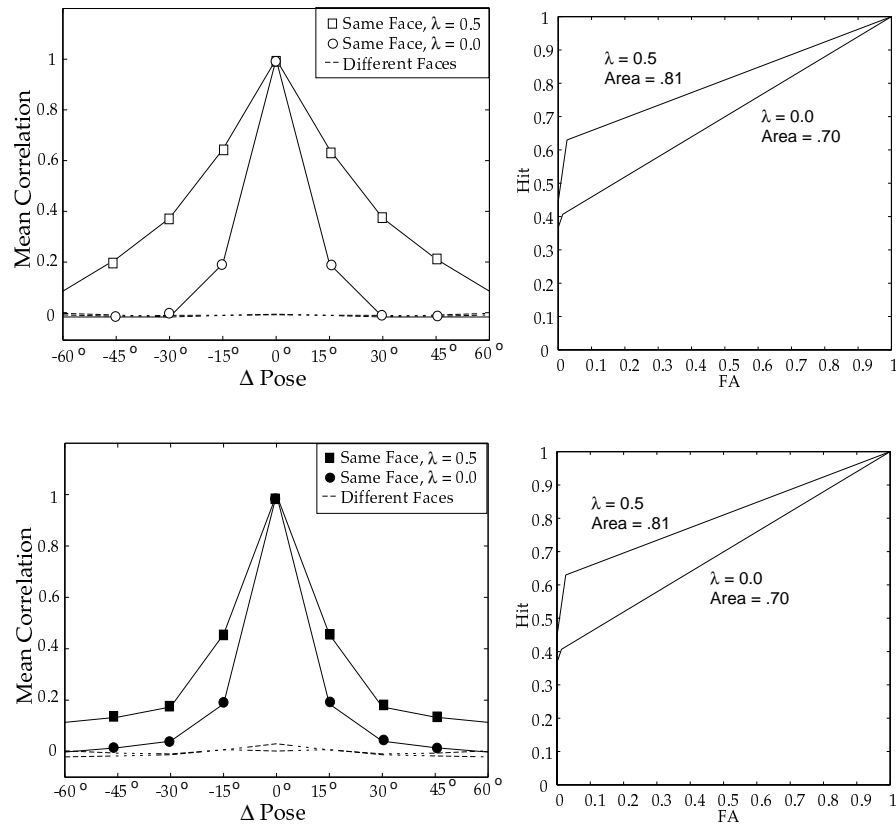 Same Face, λ = 0.5
Same Face, λ = 0.0
Different Faces
Mean Correlation
1
0.8
0.6
0.4
0.2
0
-60 o -45 o -30 o -15 o 0 o 15 o 30 o 45 o 60 o
Δ Pose
λ = 0.5
Area = .81
λ = 0.0
Area = .70
Hit
1
0.9
0.8
0.7
0.6
0.5
0.4
0.3
0.2
0.1
0
0 0.1 0.2 0.3 0.4 0.5 0.6 0.7 0.8 0.9 1
FA
Same Face, λ = 0.5
Same Face, λ = 0.0
Different Faces
Mean Correlation
1
0.8
0.6
0.4
0.2
0
-60 o -45 o -30 o -15 o 0 o 15 o 30 o 45 o 60 o
Δ Pose
λ = 0.5
Area = .81
λ = 0.0
Area = .70
Hit
1
0.9
0.8
0.7
0.6
0.5
0.4
0.3
0.2
0.1
0
0 0.1 0.2 0.3 0.4 0.5 0.6 0.7 0.8 0.9 1
FA